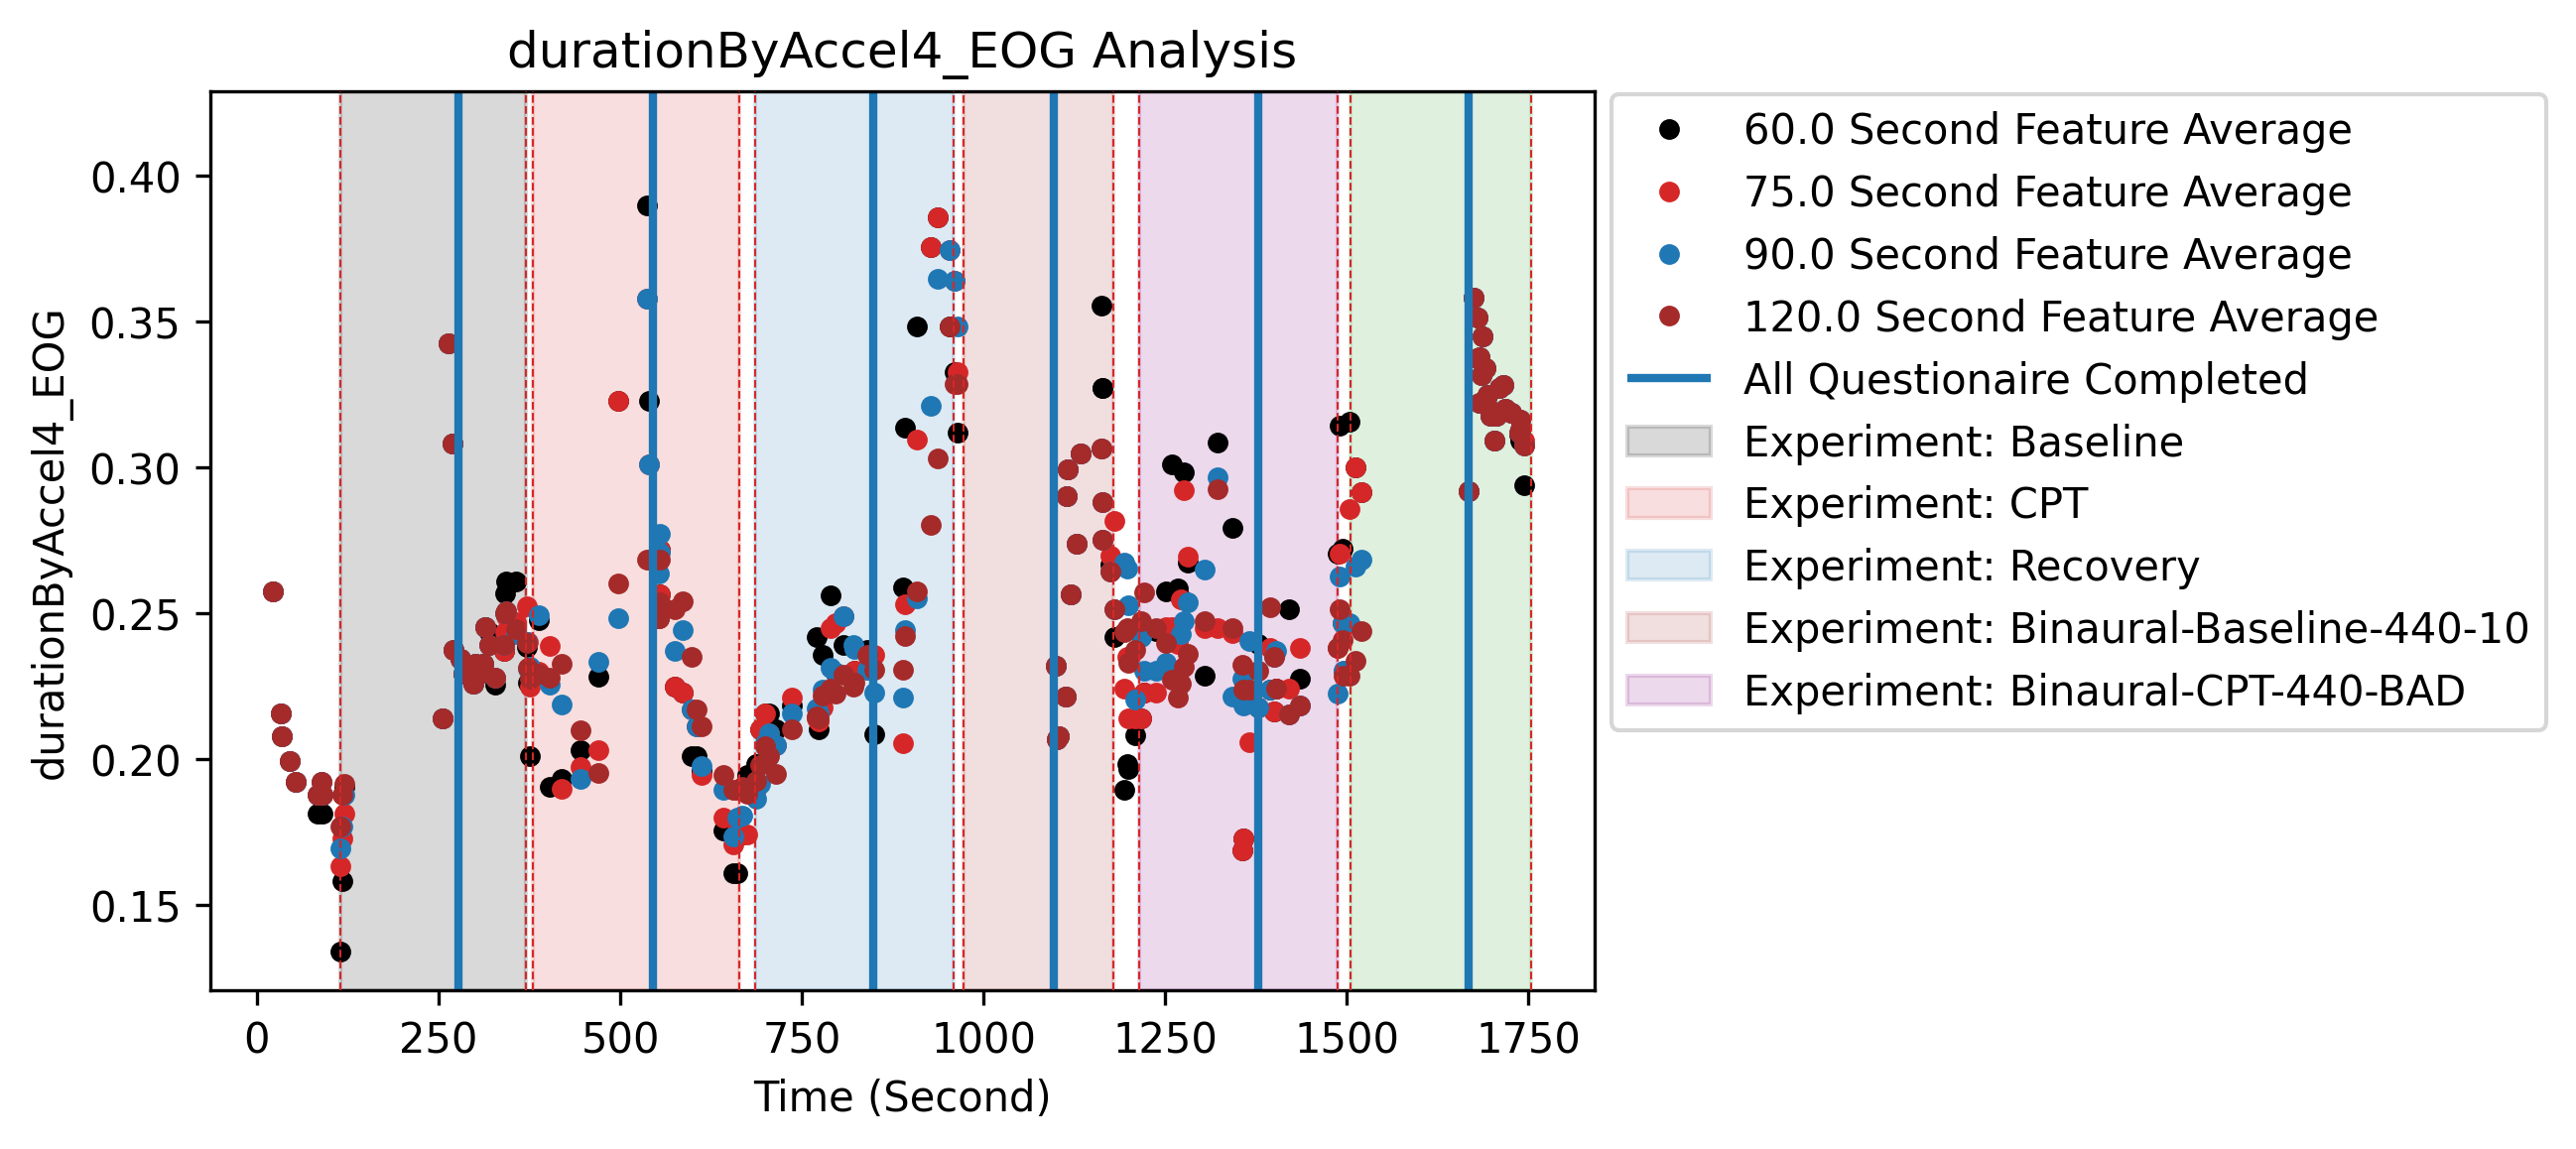 durationByAccel4_EOG Analysis
durationByAccel4_EOG
0.40
0.35
0.30
0.25
0.20
0.15
0
250
500
750
1000
1250
1500
1750
Time (Second)
60.0 Second Feature Average
75.0 Second Feature Average
90.0 Second Feature Average
120.0 Second Feature Average
All Questionaire Completed
Experiment: Baseline
Experiment: CPT
Experiment: Recovery
Experiment: Binaural-Baseline-440-10
Experiment: Binaural-CPT-440-BAD